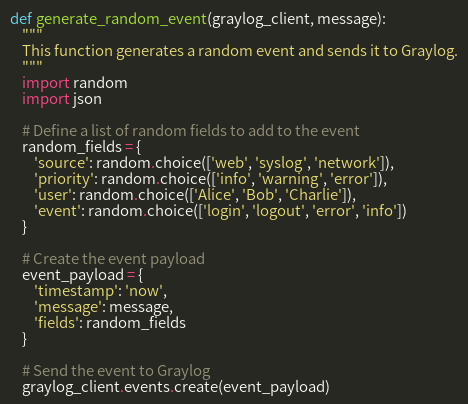 def generate_random_event(graylog_client, message):
    """
    This function generates a random event and sends it to Graylog.
    """
    import random
    import json

    # Define a list of random fields to add to the event
    random_fields = {
        'source': random.choice(['web', 'syslog', 'network']),
        'priority': random.choice(['info', 'warning', 'error']),
        'user': random.choice(['Alice', 'Bob', 'Charlie']),
        'event': random.choice(['login', 'logout', 'error', 'info'])
    }

    # Create the event payload
    event_payload = {
        'timestamp': 'now',
        'message': message,
        'fields': random_fields
    }

    # Send the event to Graylog
    graylog_client.events.create(event_payload)